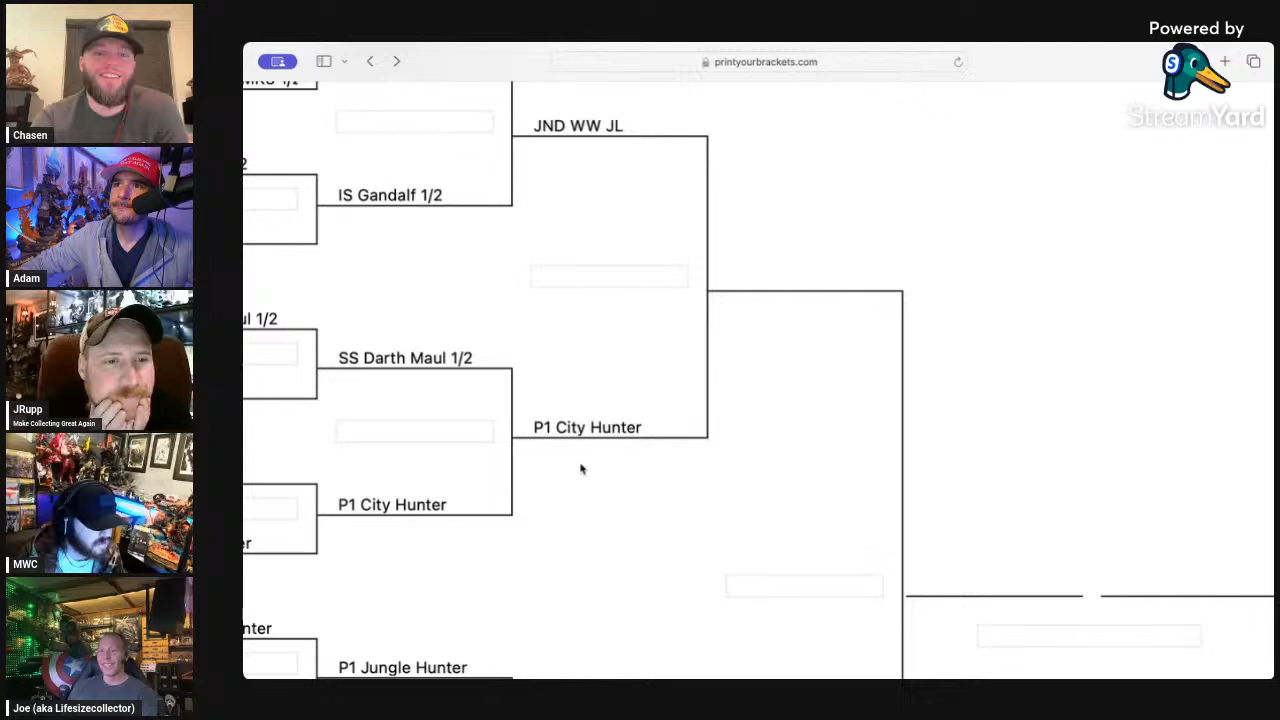 Powered by
StreamYard
printyourbrackets.com
JND WW JL
IS Gandalf 1/2
ul 1/2
SS Darth Maul 1/2
P1 City Hunter
P1 City Hunter
er
nter
P1 Jungle Hunter
Chasen
Adam
JRupp
Make Collecting Great Again
MWC
Joe (aka Lifesizecollector)